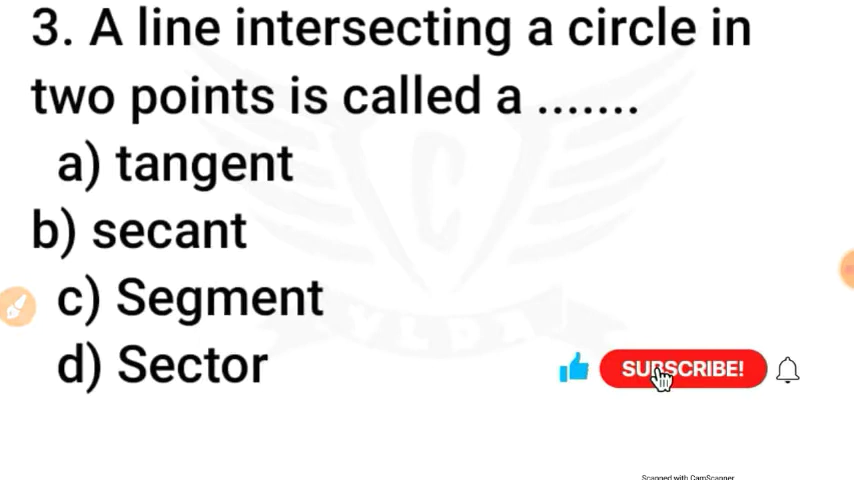 3. A line intersecting a circle in
two points is called a .......
a) tangent
b) secant
c) Segment
d) Sector
SUBSCRIBE!
Scanned with CamScanner